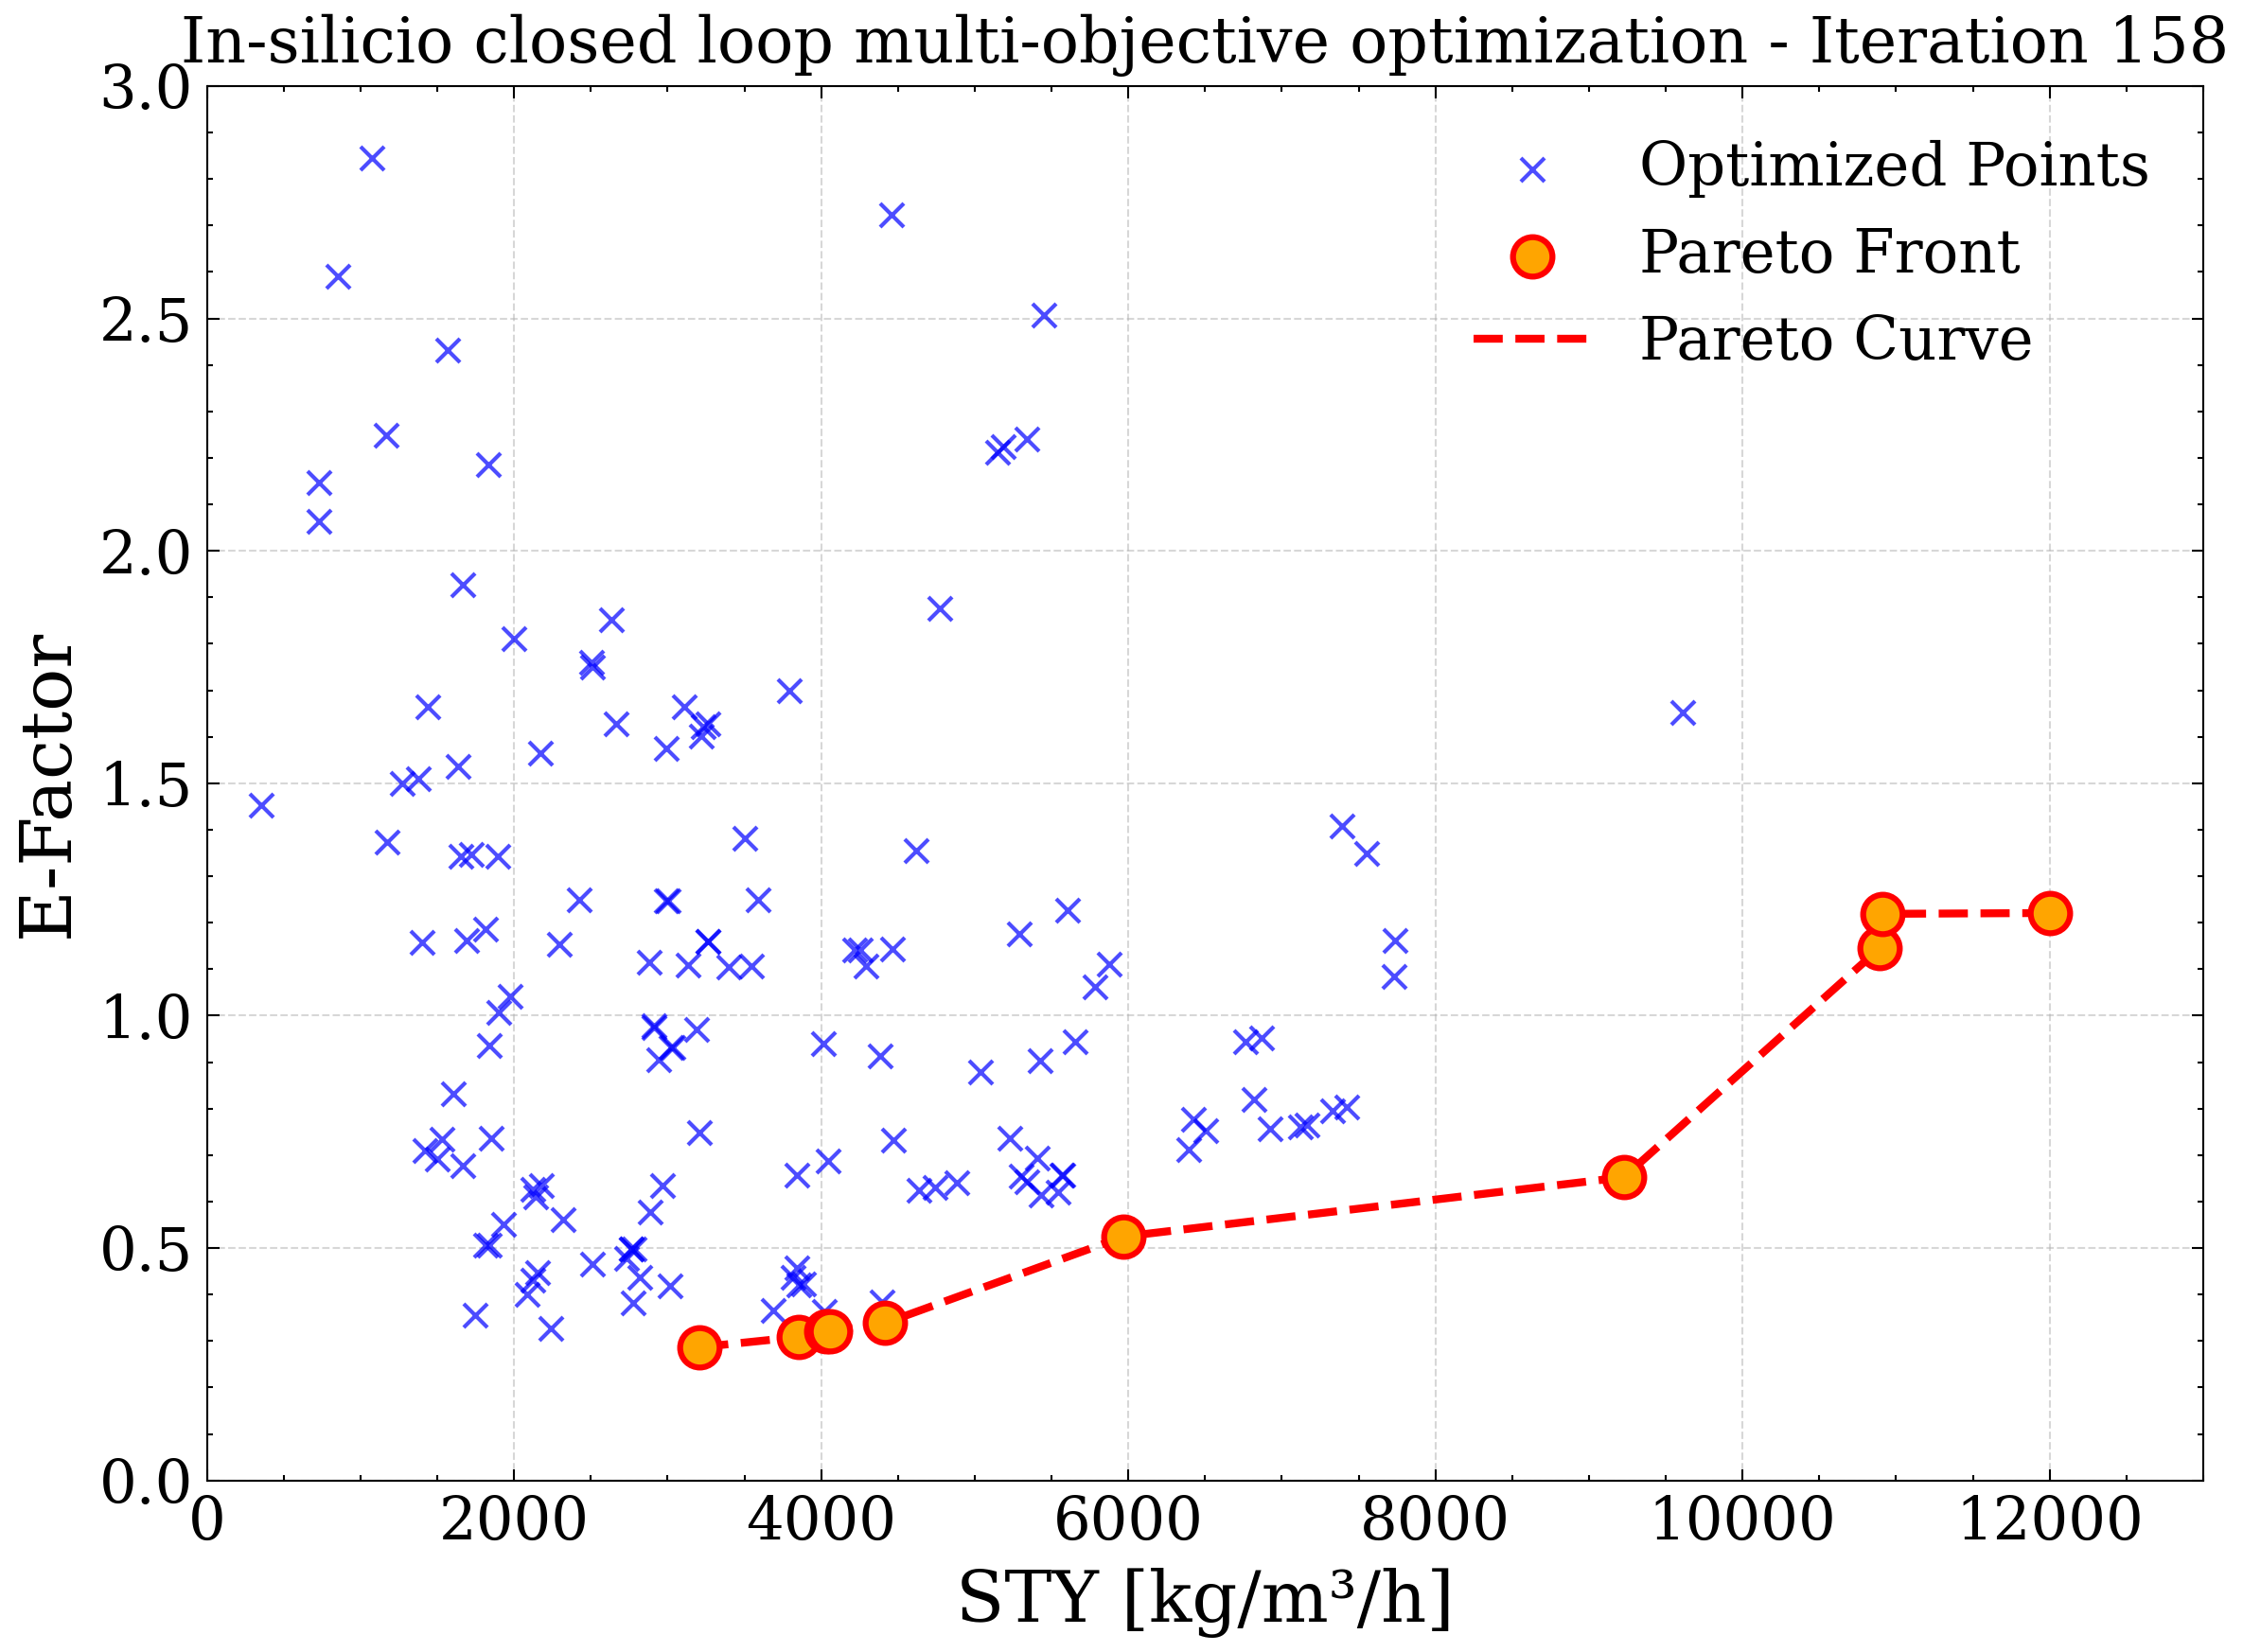 In-silicio closed loop multi-objective optimization - Iteration 158
3.0
2.5
2.0
1.5
1.0
0.5
0.0
E-Factor
Optimized Points
Pareto Front
Pareto Curve
0 2000 4000 6000 8000 10000 12000
STY [kg/m³/h]